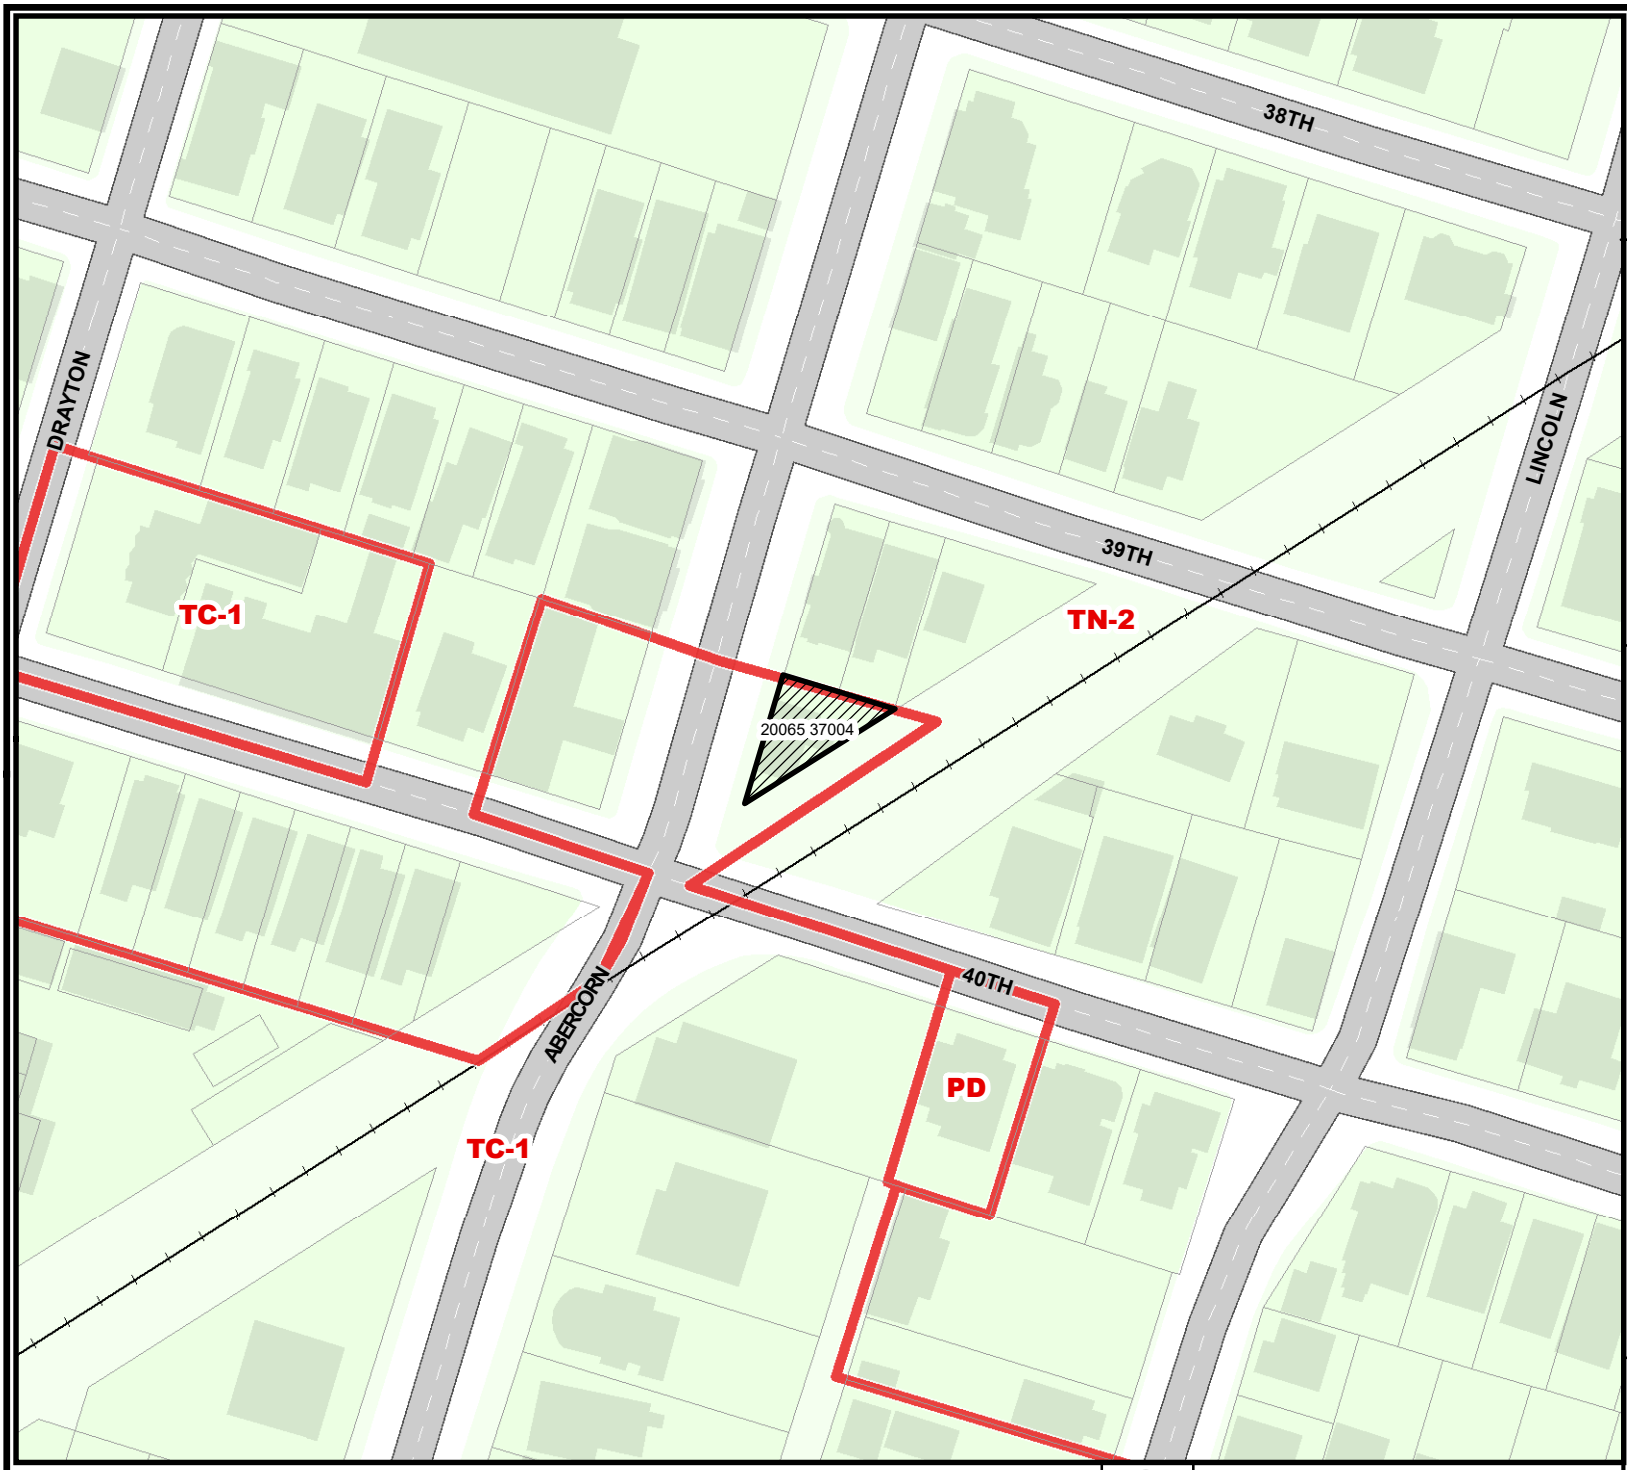 38TH
DRAYTON
LINCOLN
39TH
TC-1
TN-2
20065 37004
40TH
ABERCORN
PD
TC-1